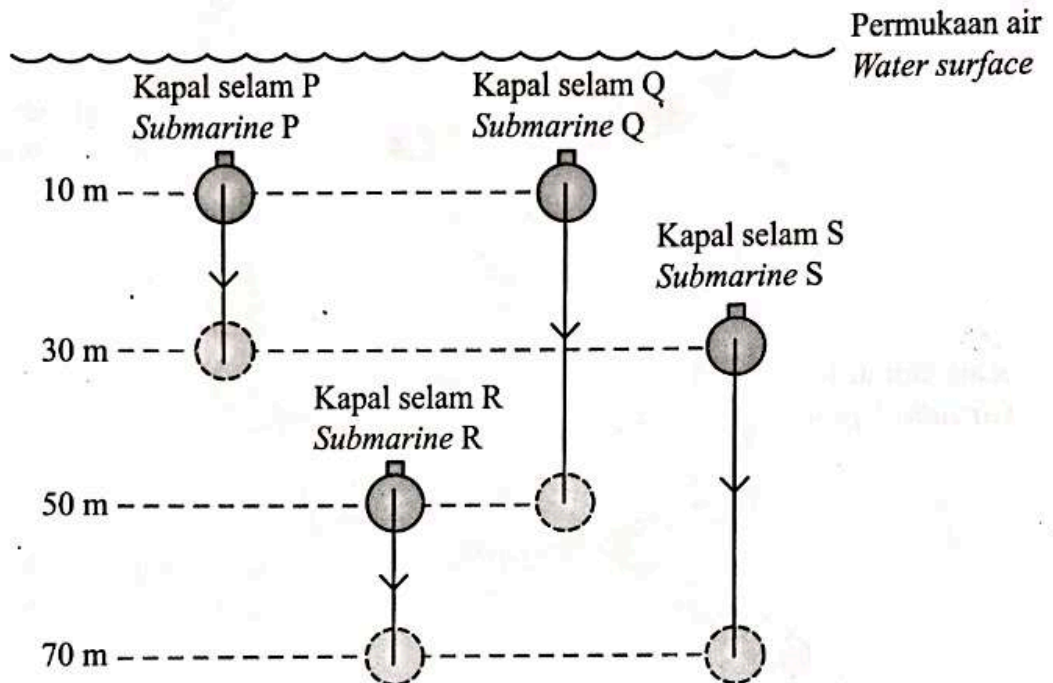 Permukaan air
Water surface
Kapal selam P
Submarine P
Kapal selam Q
Submarine Q
10 m
Kapal selam S
Submarine S
30 m
Kapal selam R
Submarine R
50 m
70 m